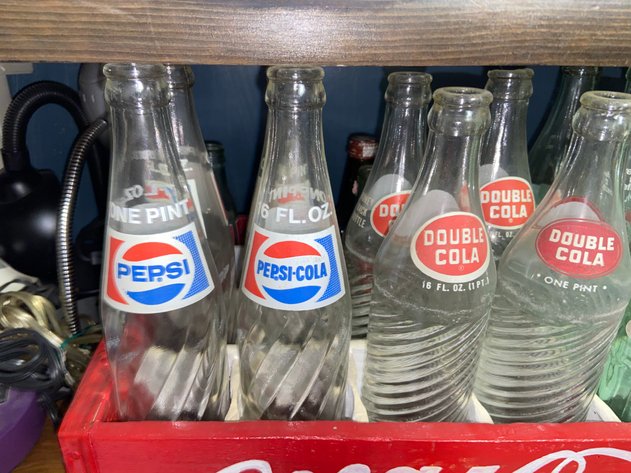 ONE PINT
PEPSI
16 FL.OZ
PEPSI-COLA
DOUBLE
COLA
16 FL. OZ. (1 PT.)
DOUBLE
COLA
DOUBLE
COLA
• ONE PINT •